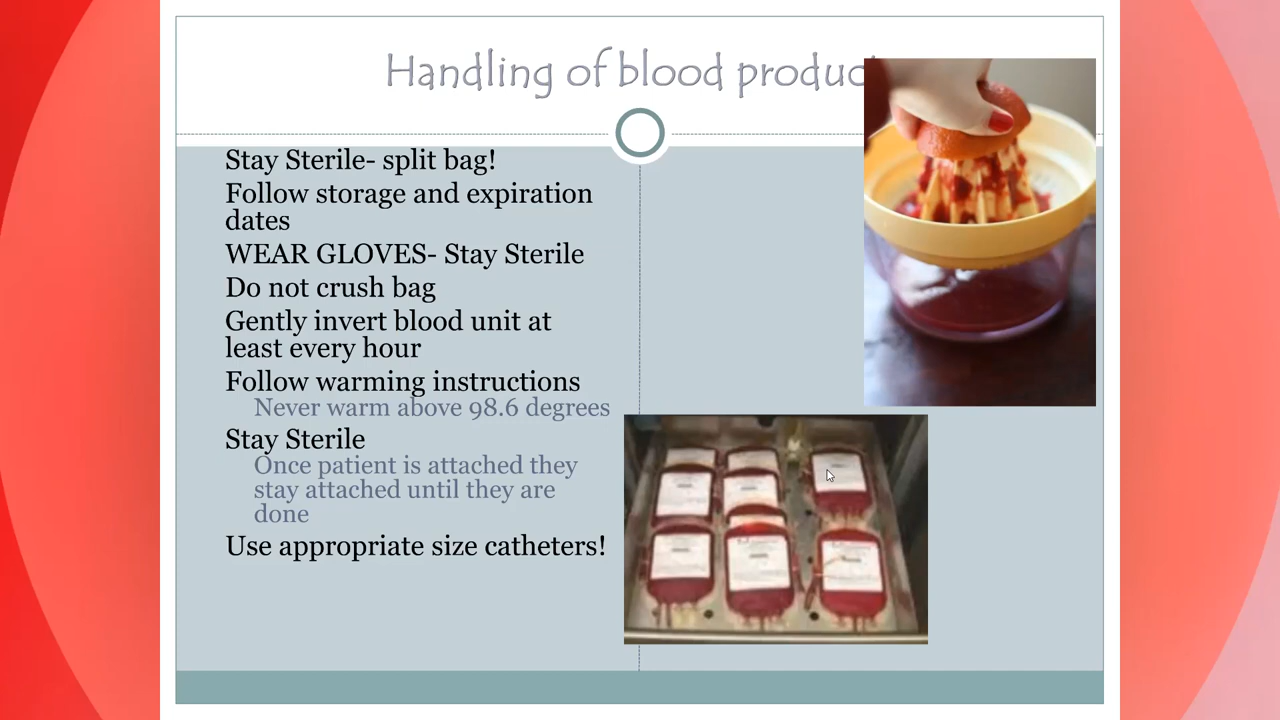 Handling of blood produc
Stay Sterile- split bag!
Follow storage and expiration
dates
WEAR GLOVES- Stay Sterile
Do not crush bag
Gently invert blood unit at
least every hour
Follow warming instructions
Never warm above 98.6 degrees
Stay Sterile
Once patient is attached they
stay attached until they are
done
Use appropriate size catheters!